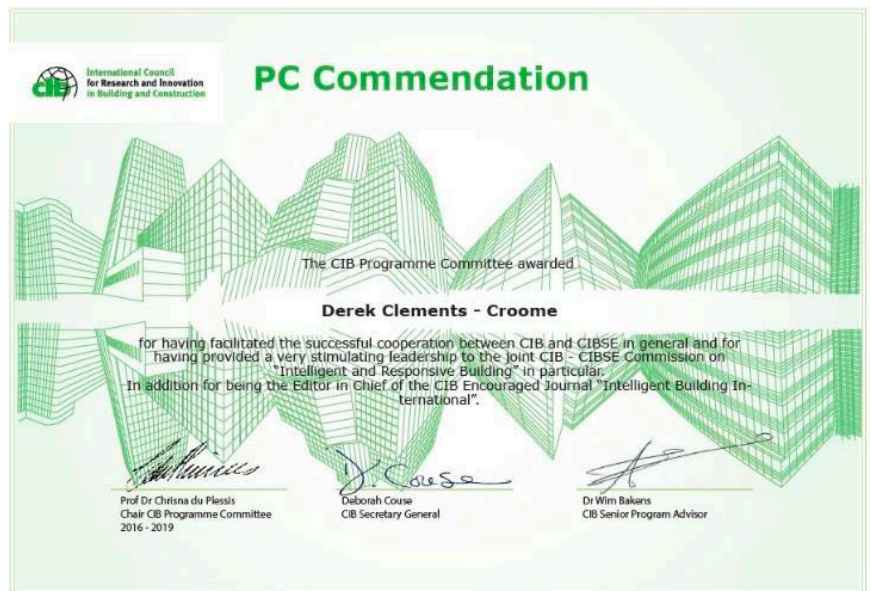 CIB
International Council
for Research and Innovation
in Building and Construction
PC Commendation
The CIB Programme Committee awarded
Derek Clements - Croome
for having facilitated the successful cooperation between CIB and CIBSE in general and for
having provided a very stimulating leadership to the joint CIB - CIBSE Commission on
"Intelligent and Responsive Building" in particular.
In addition for being the Editor in Chief of the CIB Encouraged Journal "Intelligent Building In-
ternational".
D. Couse
Prof Dr Chrisna du Plessis
Chair CIB Programme Committee
2016 - 2019
Deborah Couse
CIB Secretary General
Dr Wim Bakens
CIB Senior Program Advisor